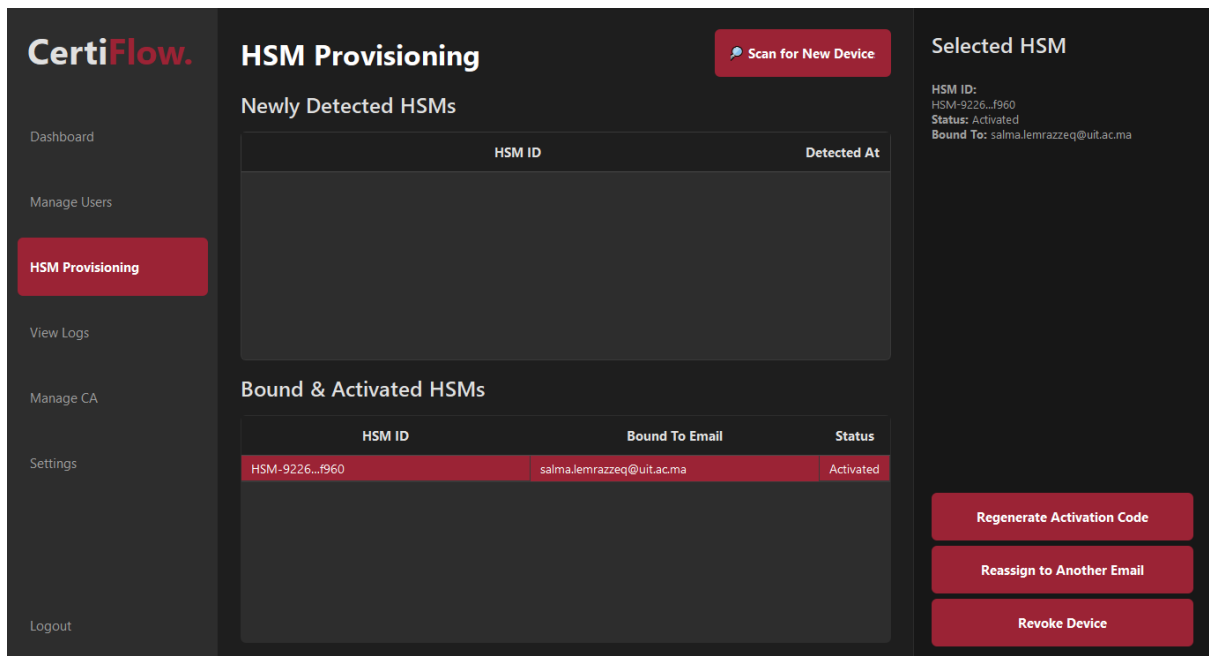 CertiFlow.
Dashboard
Manage Users
HSM Provisioning
View Logs
Manage CA
Settings
Logout
HSM Provisioning
Scan for New Device
Newly Detected HSMs
HSM ID Detected At
Bound & Activated HSMs
HSM ID Bound To Email Status
HSM-9226...f960 salma.lemrazzeq@uit.ac.ma Activated
Selected HSM
HSM ID:
HSM-9226...f960
Status: Activated
Bound To: salma.lemrazzeq@uit.ac.ma
Regenerate Activation Code
Reassign to Another Email
Revoke Device